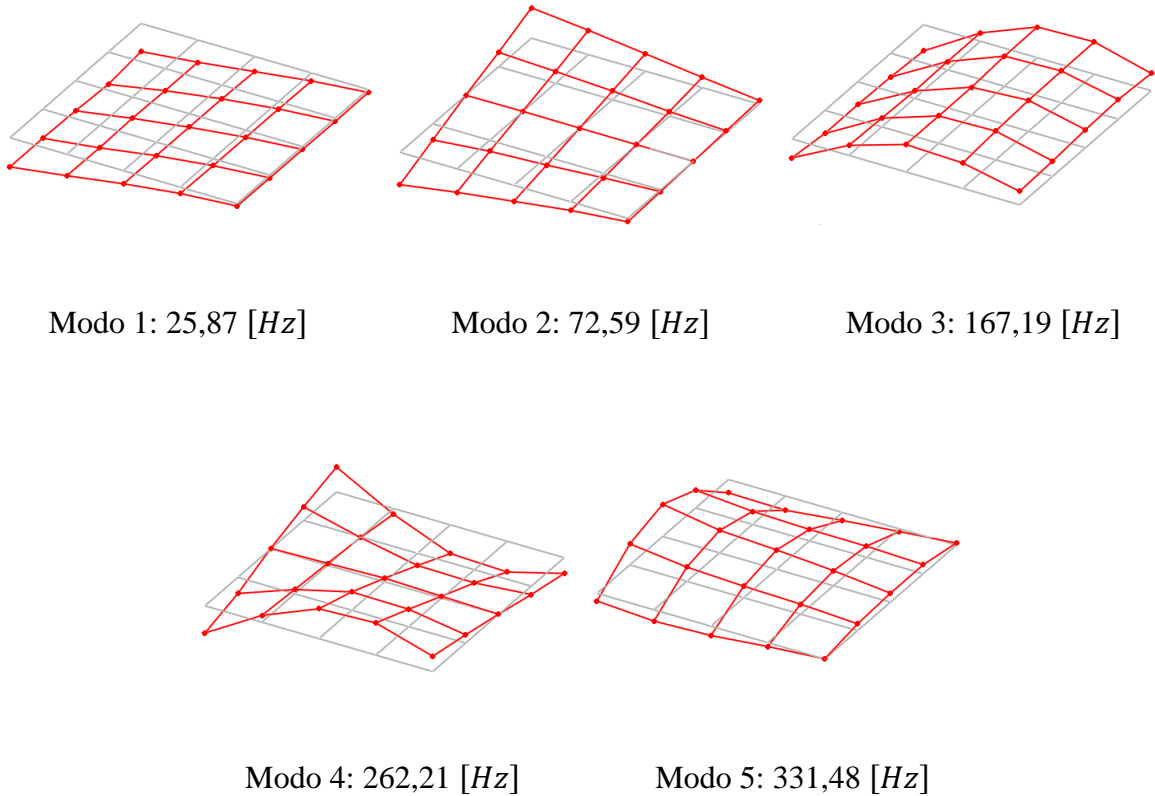 Modo 1: 25,87 [Hz]
Modo 2: 72,59 [Hz]
Modo 3: 167,19 [Hz]
Modo 4: 262,21 [Hz]
Modo 5: 331,48 [Hz]